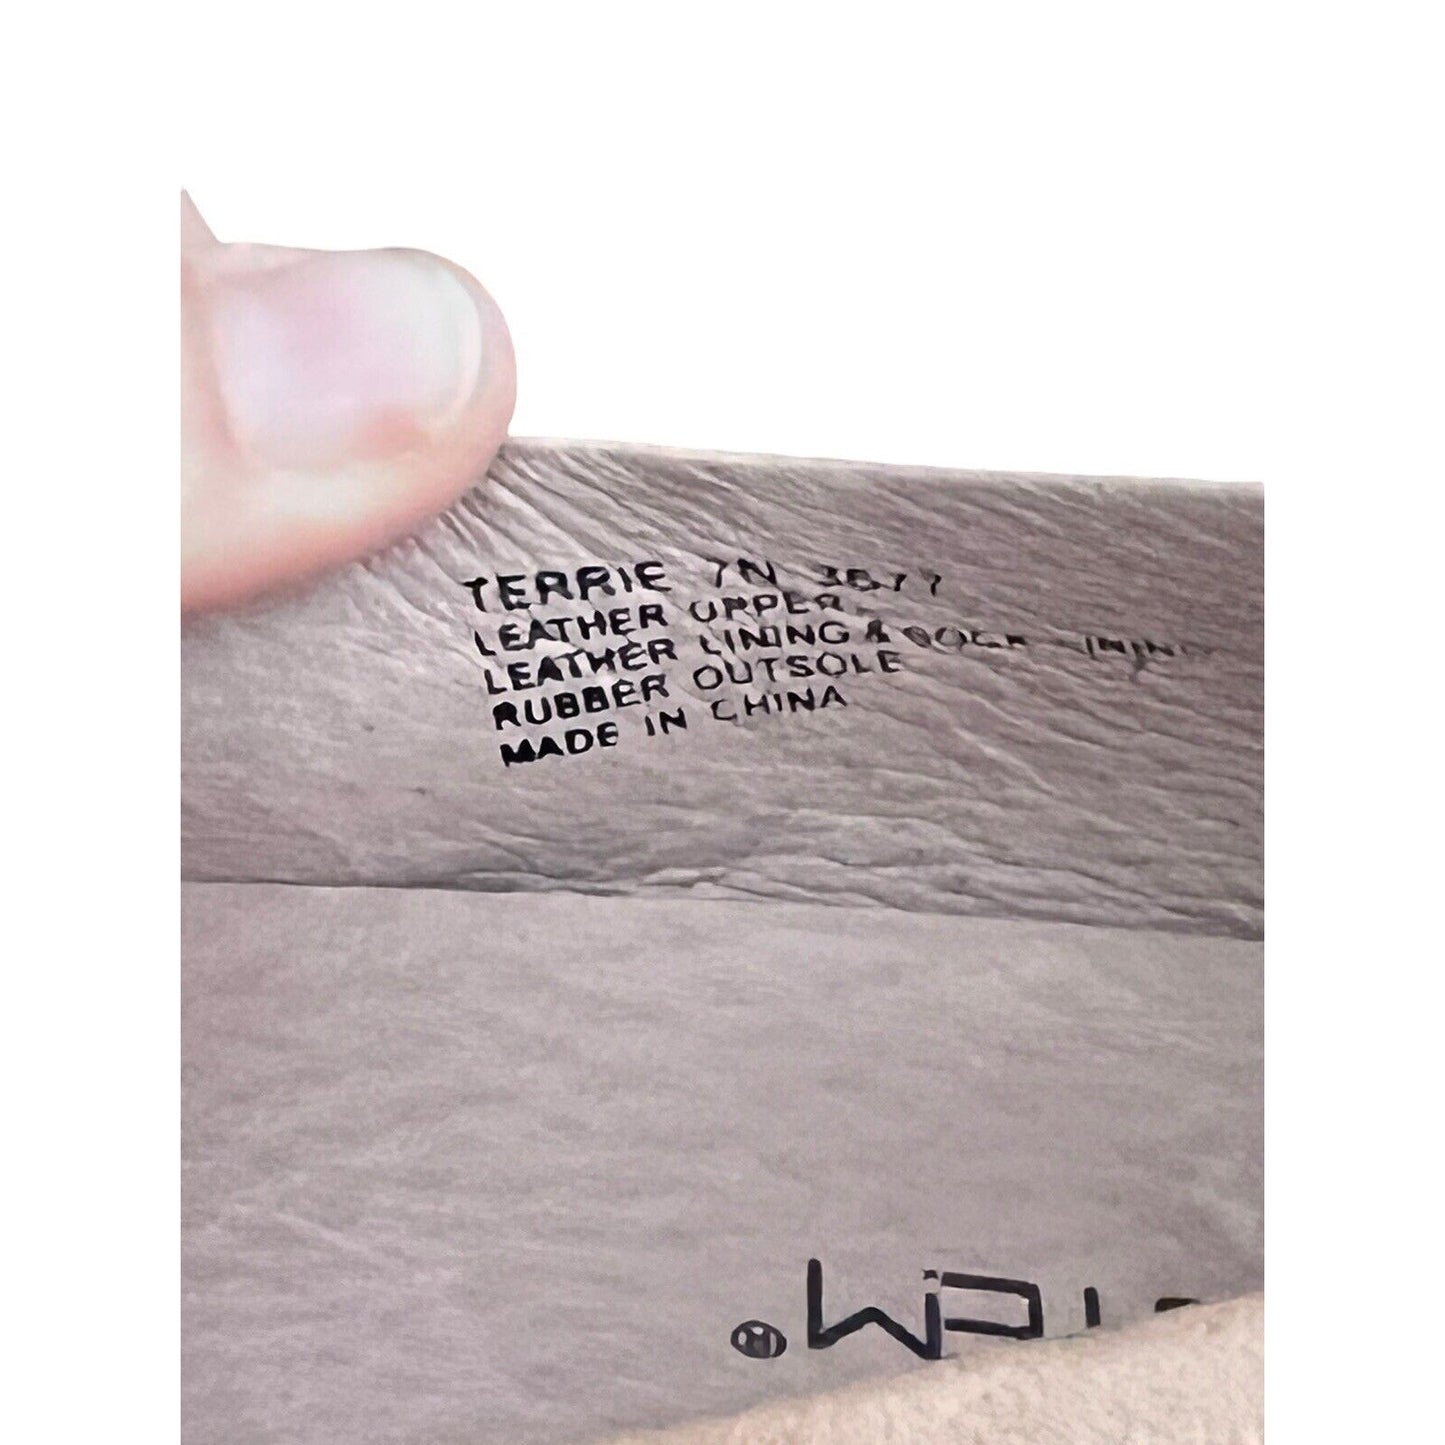 TERRIE 7N
LEATHER UPPER
LEATHER LINING &
RUBBER OUTSOLE
MADE IN CHINA